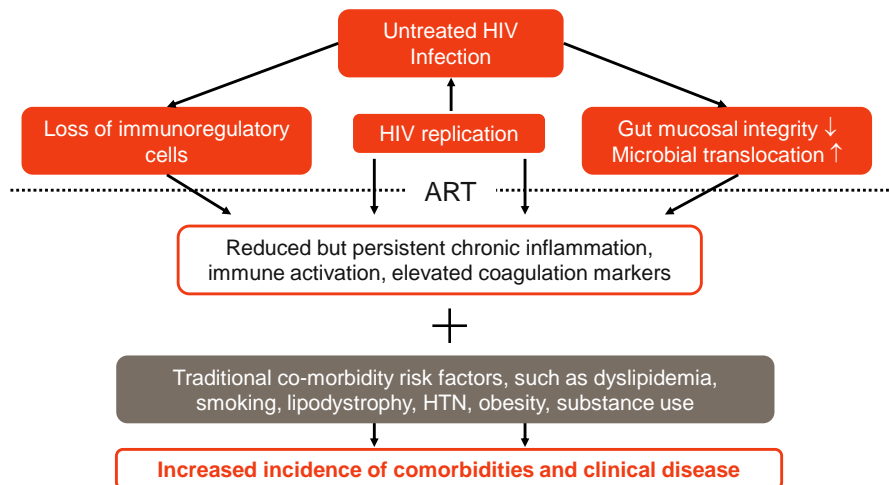 Untreated HIV
Infection
Loss of immunoregulatory
cells
HIV replication
Gut mucosal integrity ↓
Microbial translocation ↑
ART
Reduced but persistent chronic inflammation,
immune activation, elevated coagulation markers
+
Traditional co-morbidity risk factors, such as dyslipidemia,
smoking, lipodystrophy, HTN, obesity, substance use
Increased incidence of comorbidities and clinical disease